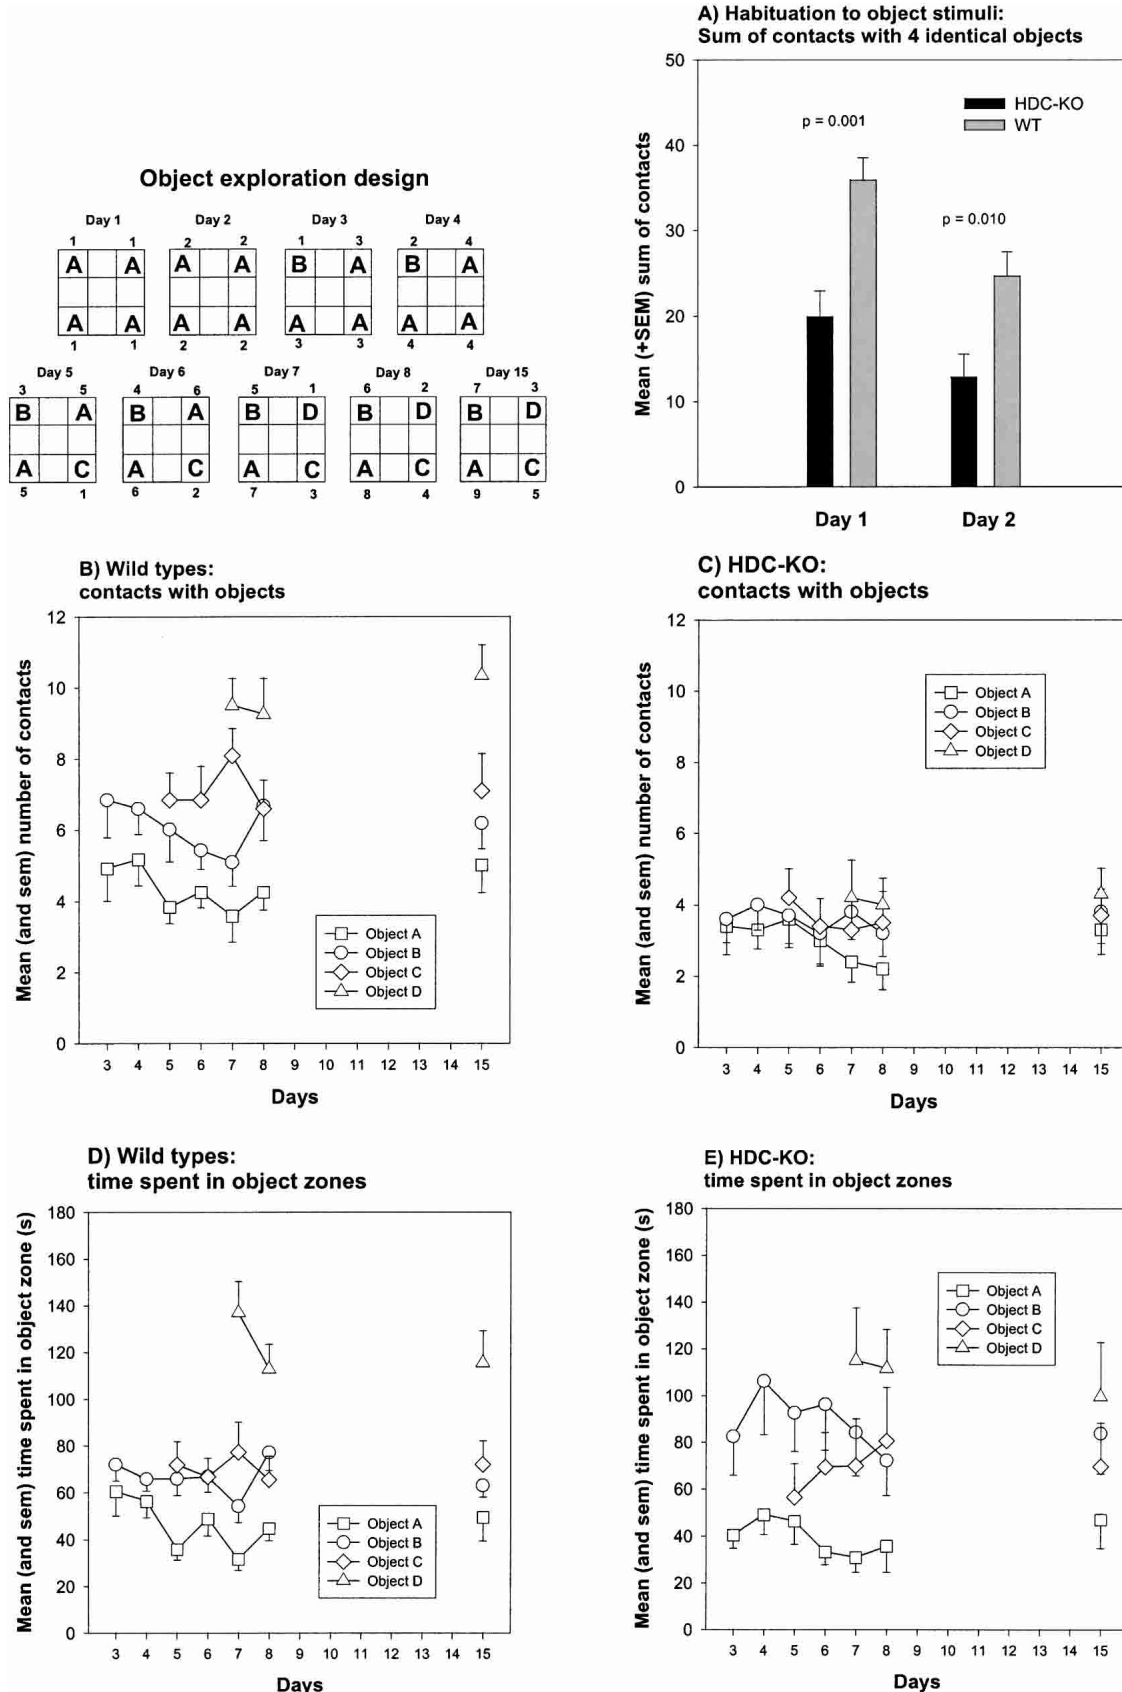 A) Habituation to object stimuli:
Sum of contacts with 4 identical objects
50
40
30
20
10
0
Mean (+SEM) sum of contacts
HDC-KO
WT
p = 0.001
p = 0.010
Day 1
Day 2
Object exploration design
Day 1
Day 2
Day 3
Day 4
1 1 2 2 1 3 2 4
A A A A B A B A
A A A A A A A A
1 1 2 2 3 3 4 4
Day 5
Day 6
Day 7
Day 8
Day 15
3 5 4 6 5 1 6 2 7 3
B A B A B D B D B D
A C A C A C A C A C
5 1 6 2 7 3 8 4 9 5
B) Wild types:
contacts with objects
12
10
8
6
4
2
0
Mean (and sem) number of contacts
Object A
Object B
Object C
Object D
3 4 5 6 7 8 9 10 11 12 13 14 15
Days
C) HDC-KO:
contacts with objects
12
10
8
6
4
2
0
Mean (and sem) number of contacts
Object A
Object B
Object C
Object D
3 4 5 6 7 8 9 10 11 12 13 14 15
Days
D) Wild types:
time spent in object zones
180
160
140
120
100
80
60
40
20
0
Mean (and sem) time spent in object zone (s)
Object A
Object B
Object C
Object D
3 4 5 6 7 8 9 10 11 12 13 14 15
Days
E) HDC-KO:
time spent in object zones
180
160
140
120
100
80
60
40
20
0
Mean (and sem) time spent in object zone (s)
Object A
Object B
Object C
Object D
3 4 5 6 7 8 9 10 11 12 13 14 15
Days